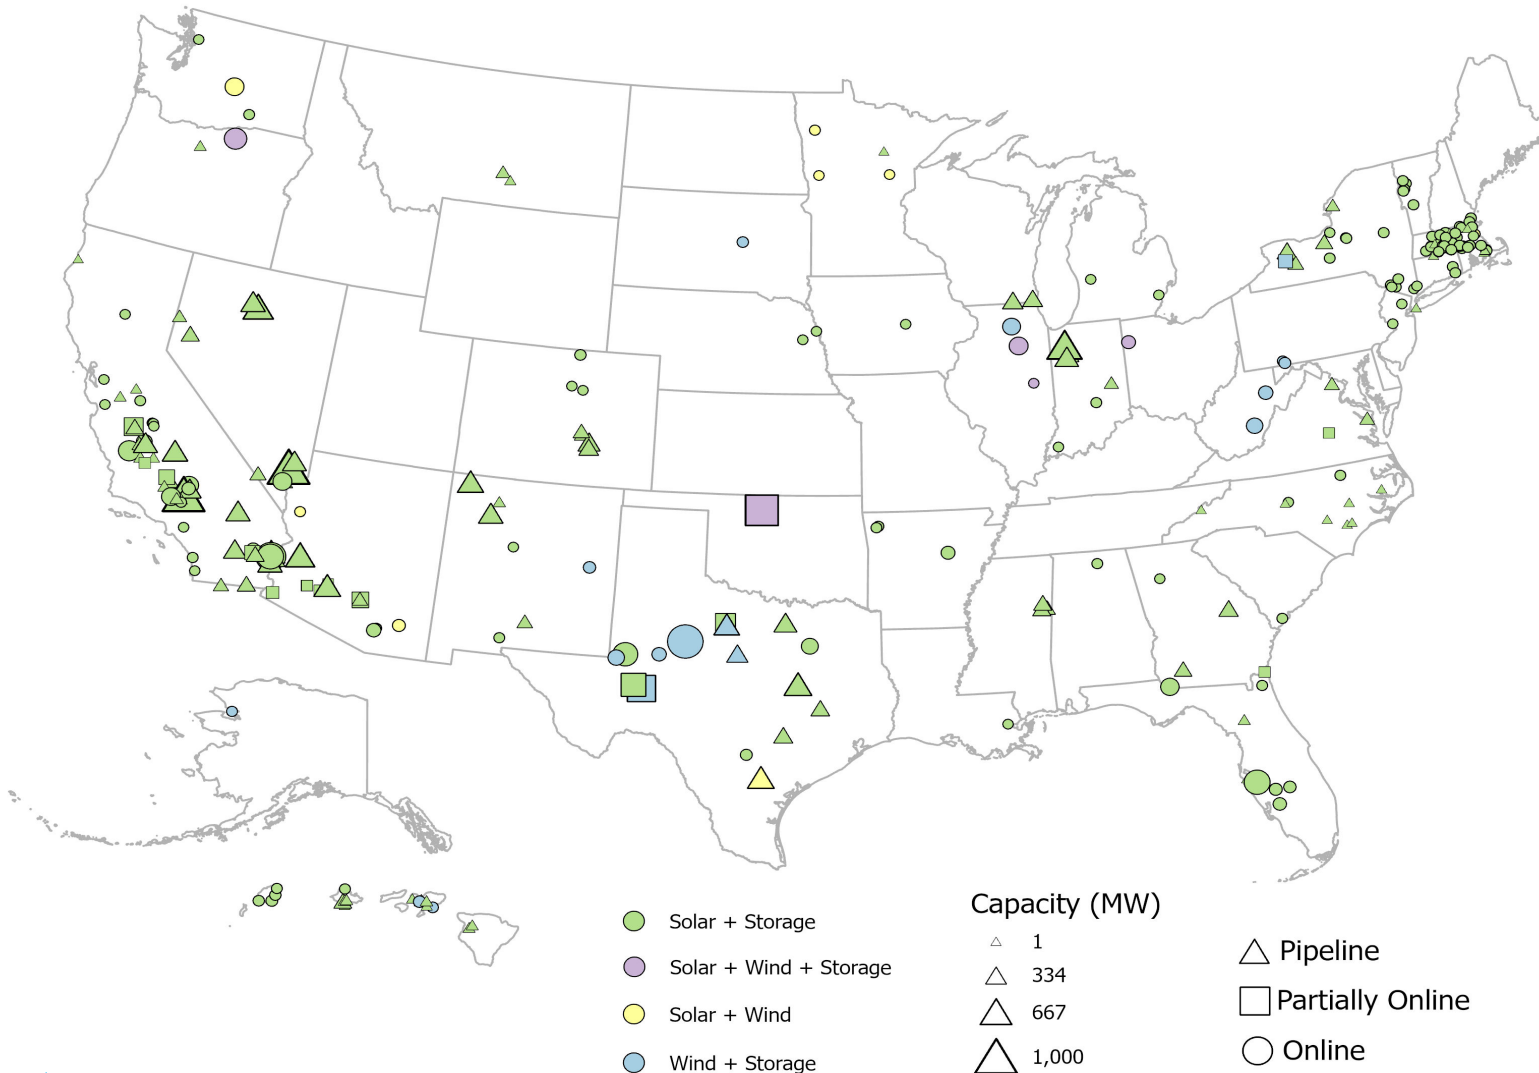 Solar + Storage
Solar + Wind + Storage
Solar + Wind
Wind + Storage
Capacity (MW)
1
334
667
1,000
Pipeline
Partially Online
Online